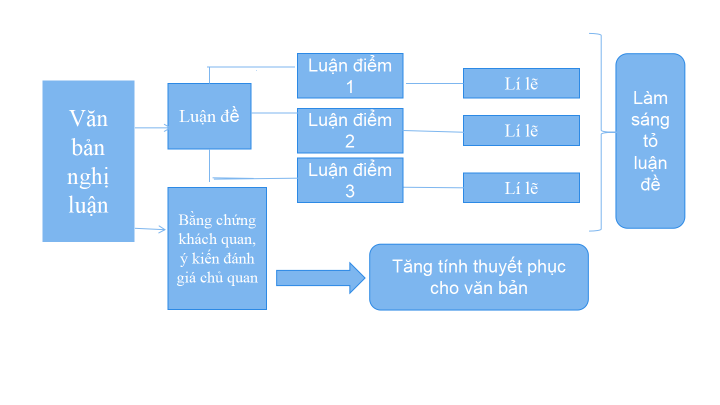 Văn
bản
nghị
luận
Luận đề
Luận điểm
1
Lí lẽ
Luận điểm
2
Lí lẽ
Luận điểm
3
Lí lẽ
Làm
sáng
tỏ
luận
đề
Bằng chứng
khách quan,
ý kiến đánh
giá chủ quan
Tăng tính thuyết phục
cho văn bản